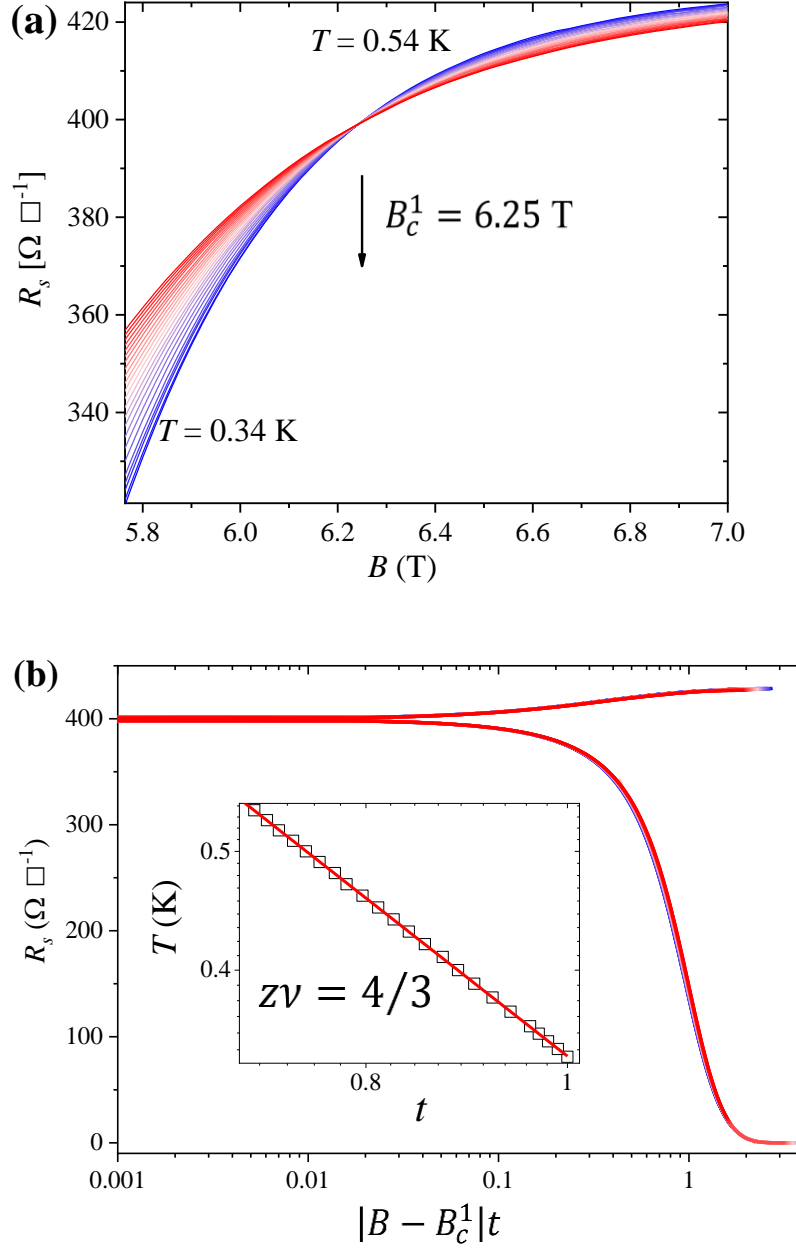 (a)
T = 0.54 K
B_c^1 = 6.25 T
T = 0.34 K
R_s [Ω □^-1]
420
400
380
360
340
5.8 6.0 6.2 6.4 6.6 6.8 7.0
B (T)
(b)
R_s (Ω □^-1)
400
300
200
100
0
T (K)
0.5
0.4
zν = 4/3
0.8 1
t
0.001 0.01 0.1 1
|B − B_c^1|t